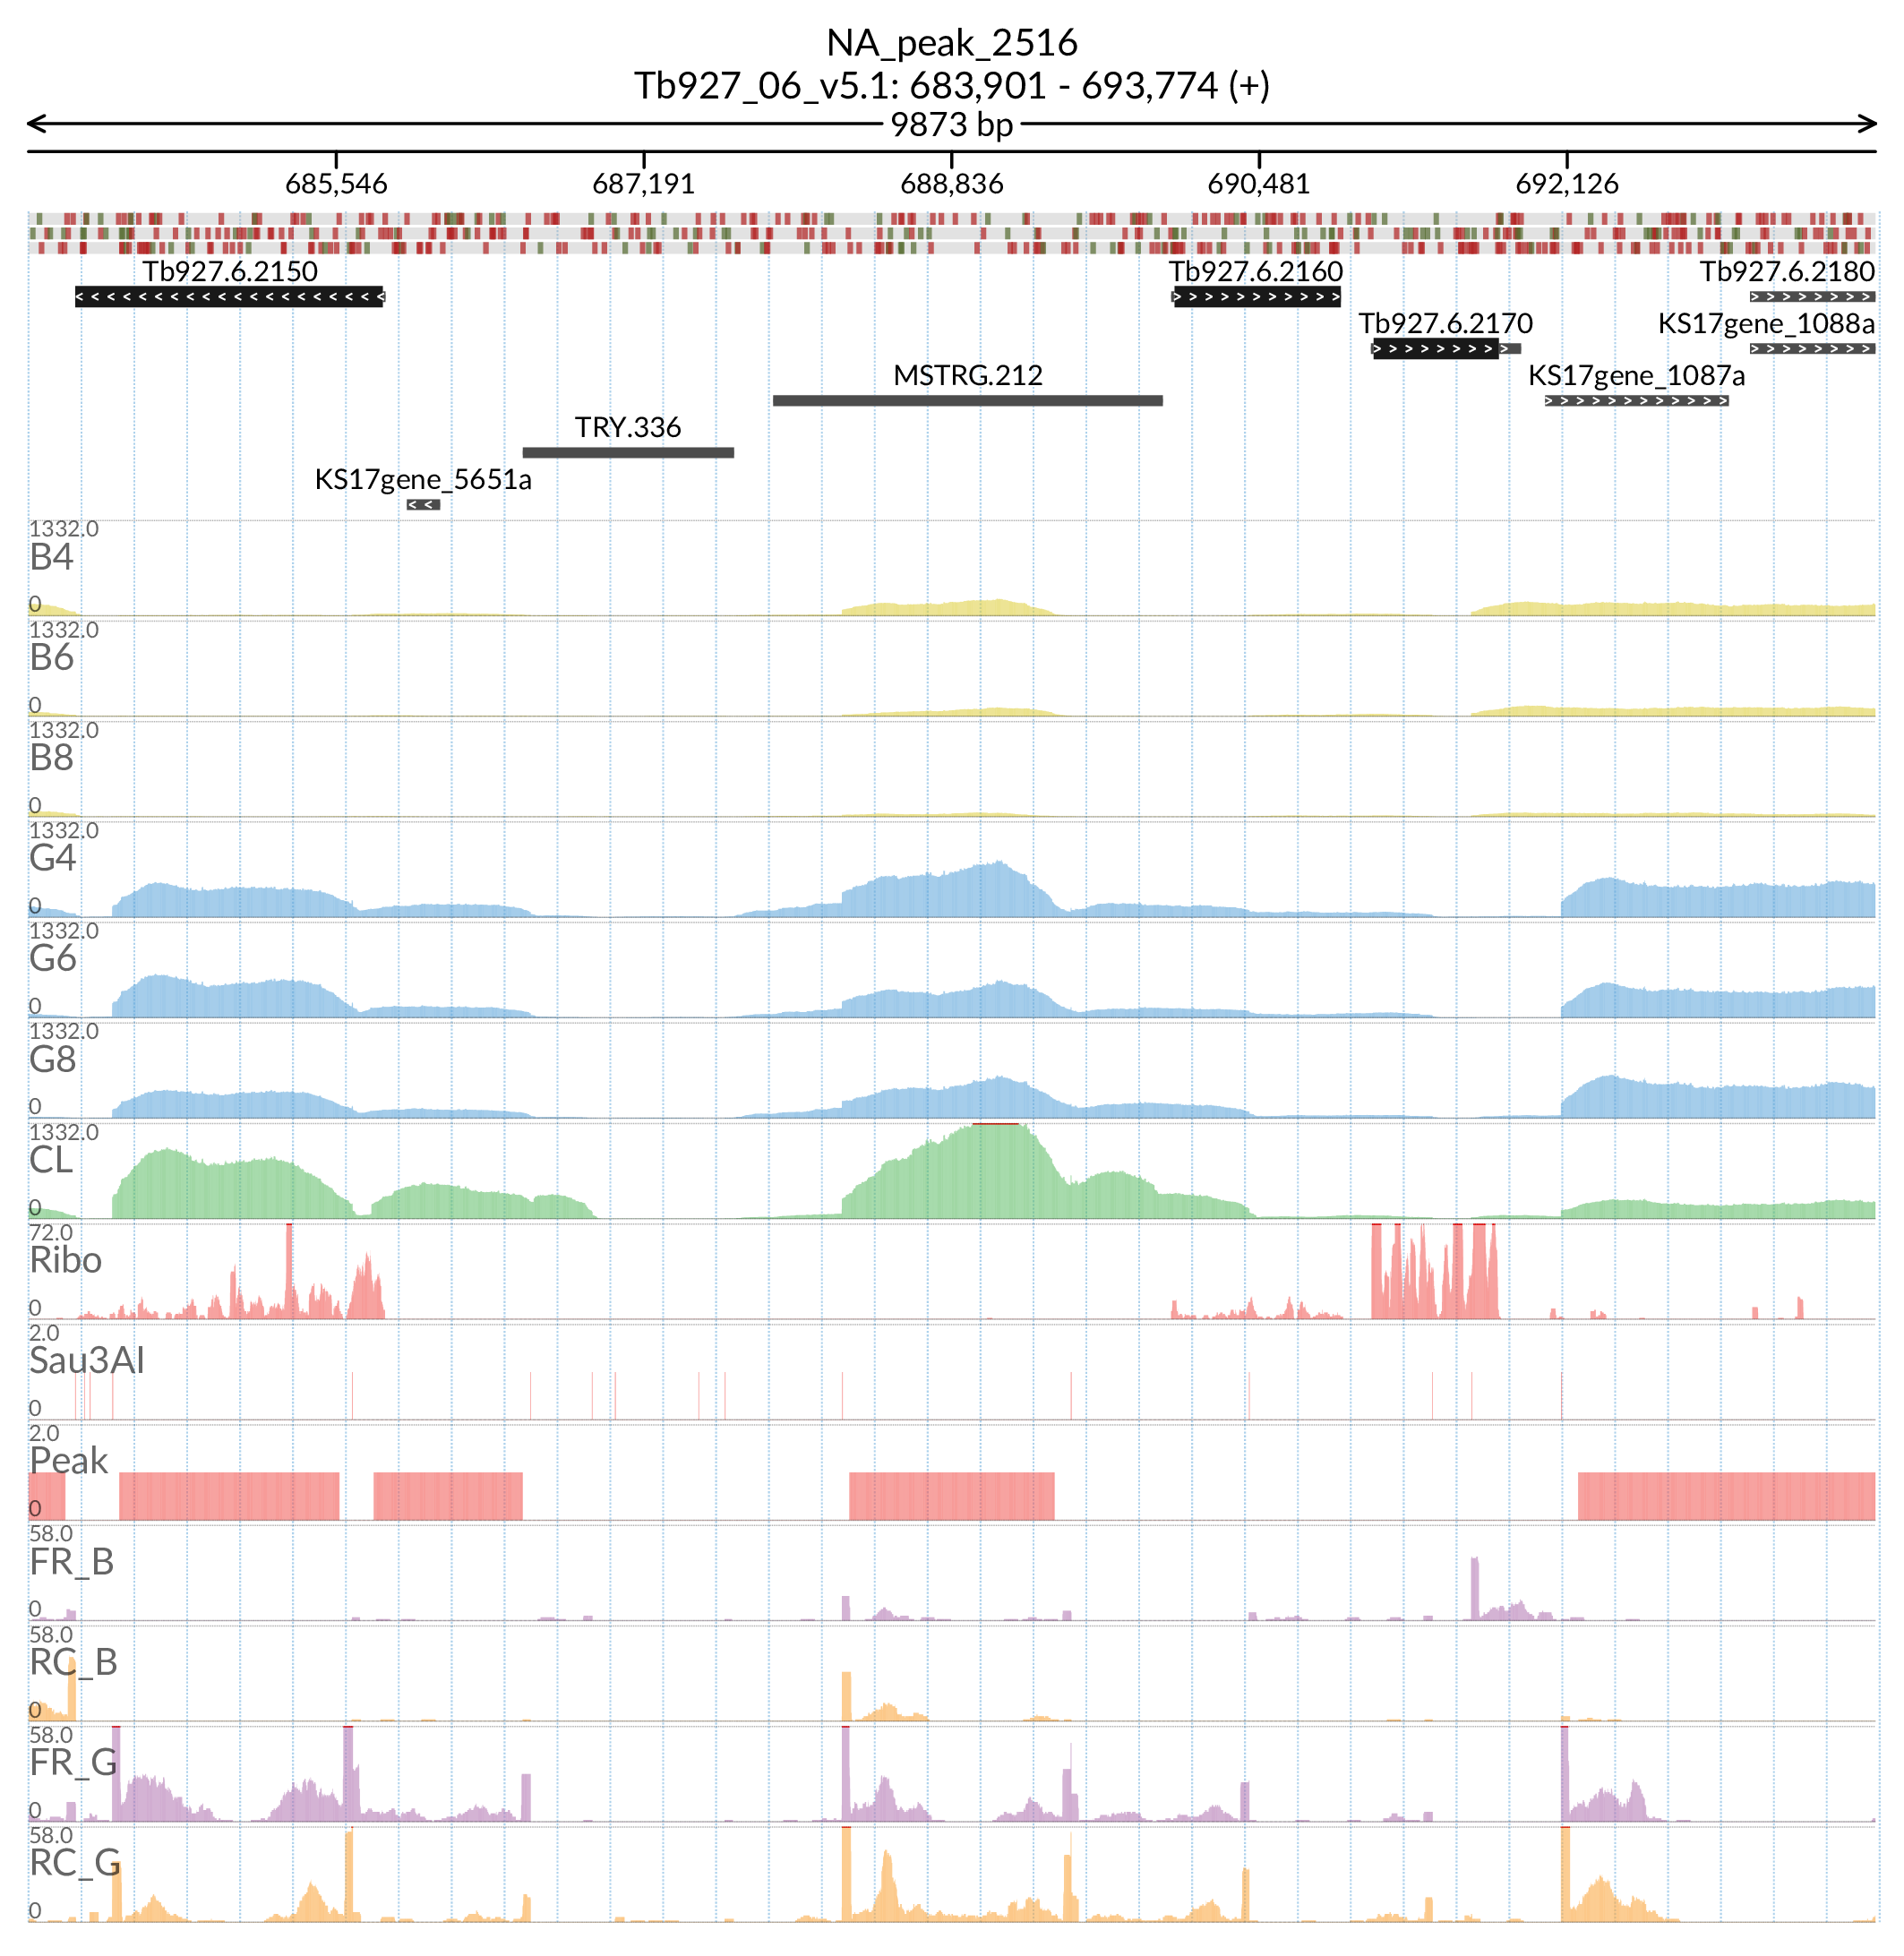 NA_peak_2516
Tb927_06_v5.1: 683,901 - 693,774 (+)
9873 bp
685,546 687,191 688,836 690,481 692,126
Tb927.6.2150 Tb927.6.2160 Tb927.6.2180
Tb927.6.2170 KS17gene_1088a
MSTRG.212 KS17gene_1087a
TRY.336
KS17gene_5651a
1332.0
B4
0
1332.0
B6
0
1332.0
B8
0
1332.0
G4
0
1332.0
G6
0
1332.0
G8
0
1332.0
CL
0
72.0
Ribo
0
2.0
Sau3AI
0
2.0
Peak
0
58.0
FR_B
0
58.0
RC_B
0
58.0
FR_G
0
58.0
RC_G
0